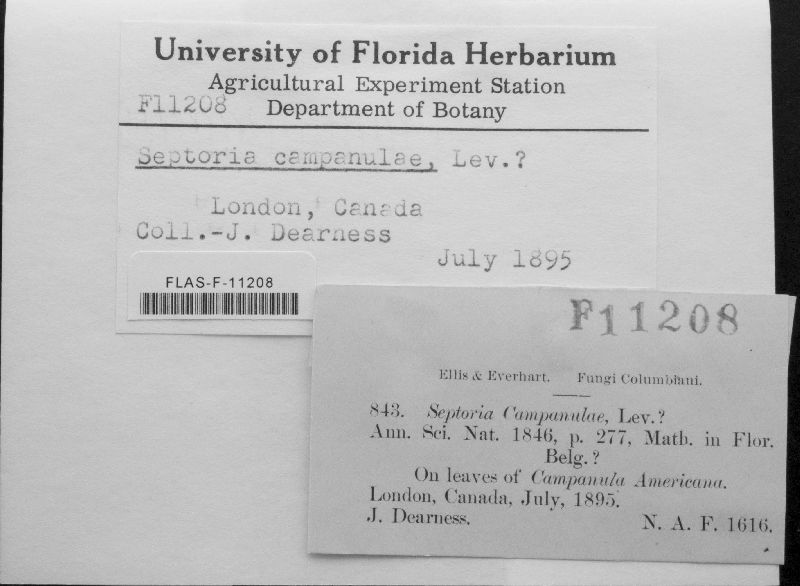 University of Florida Herbarium
Agricultural Experiment Station
F11208 Department of Botany
Septoria campanulae, Lev.?
London, Canada
Coll.-J. Dearness
July 1895
FLAS-F-11208
F11208
Ellis & Everhart. Fungi Columbiani.
843. Septoria Campanulae, Lev.?
Ann. Sci. Nat. 1846, p. 277, Math. in Flor.
Belg.?
On leaves of Campanula Americana.
London, Canada, July, 1895.
J. Dearness. N. A. F. 1616.